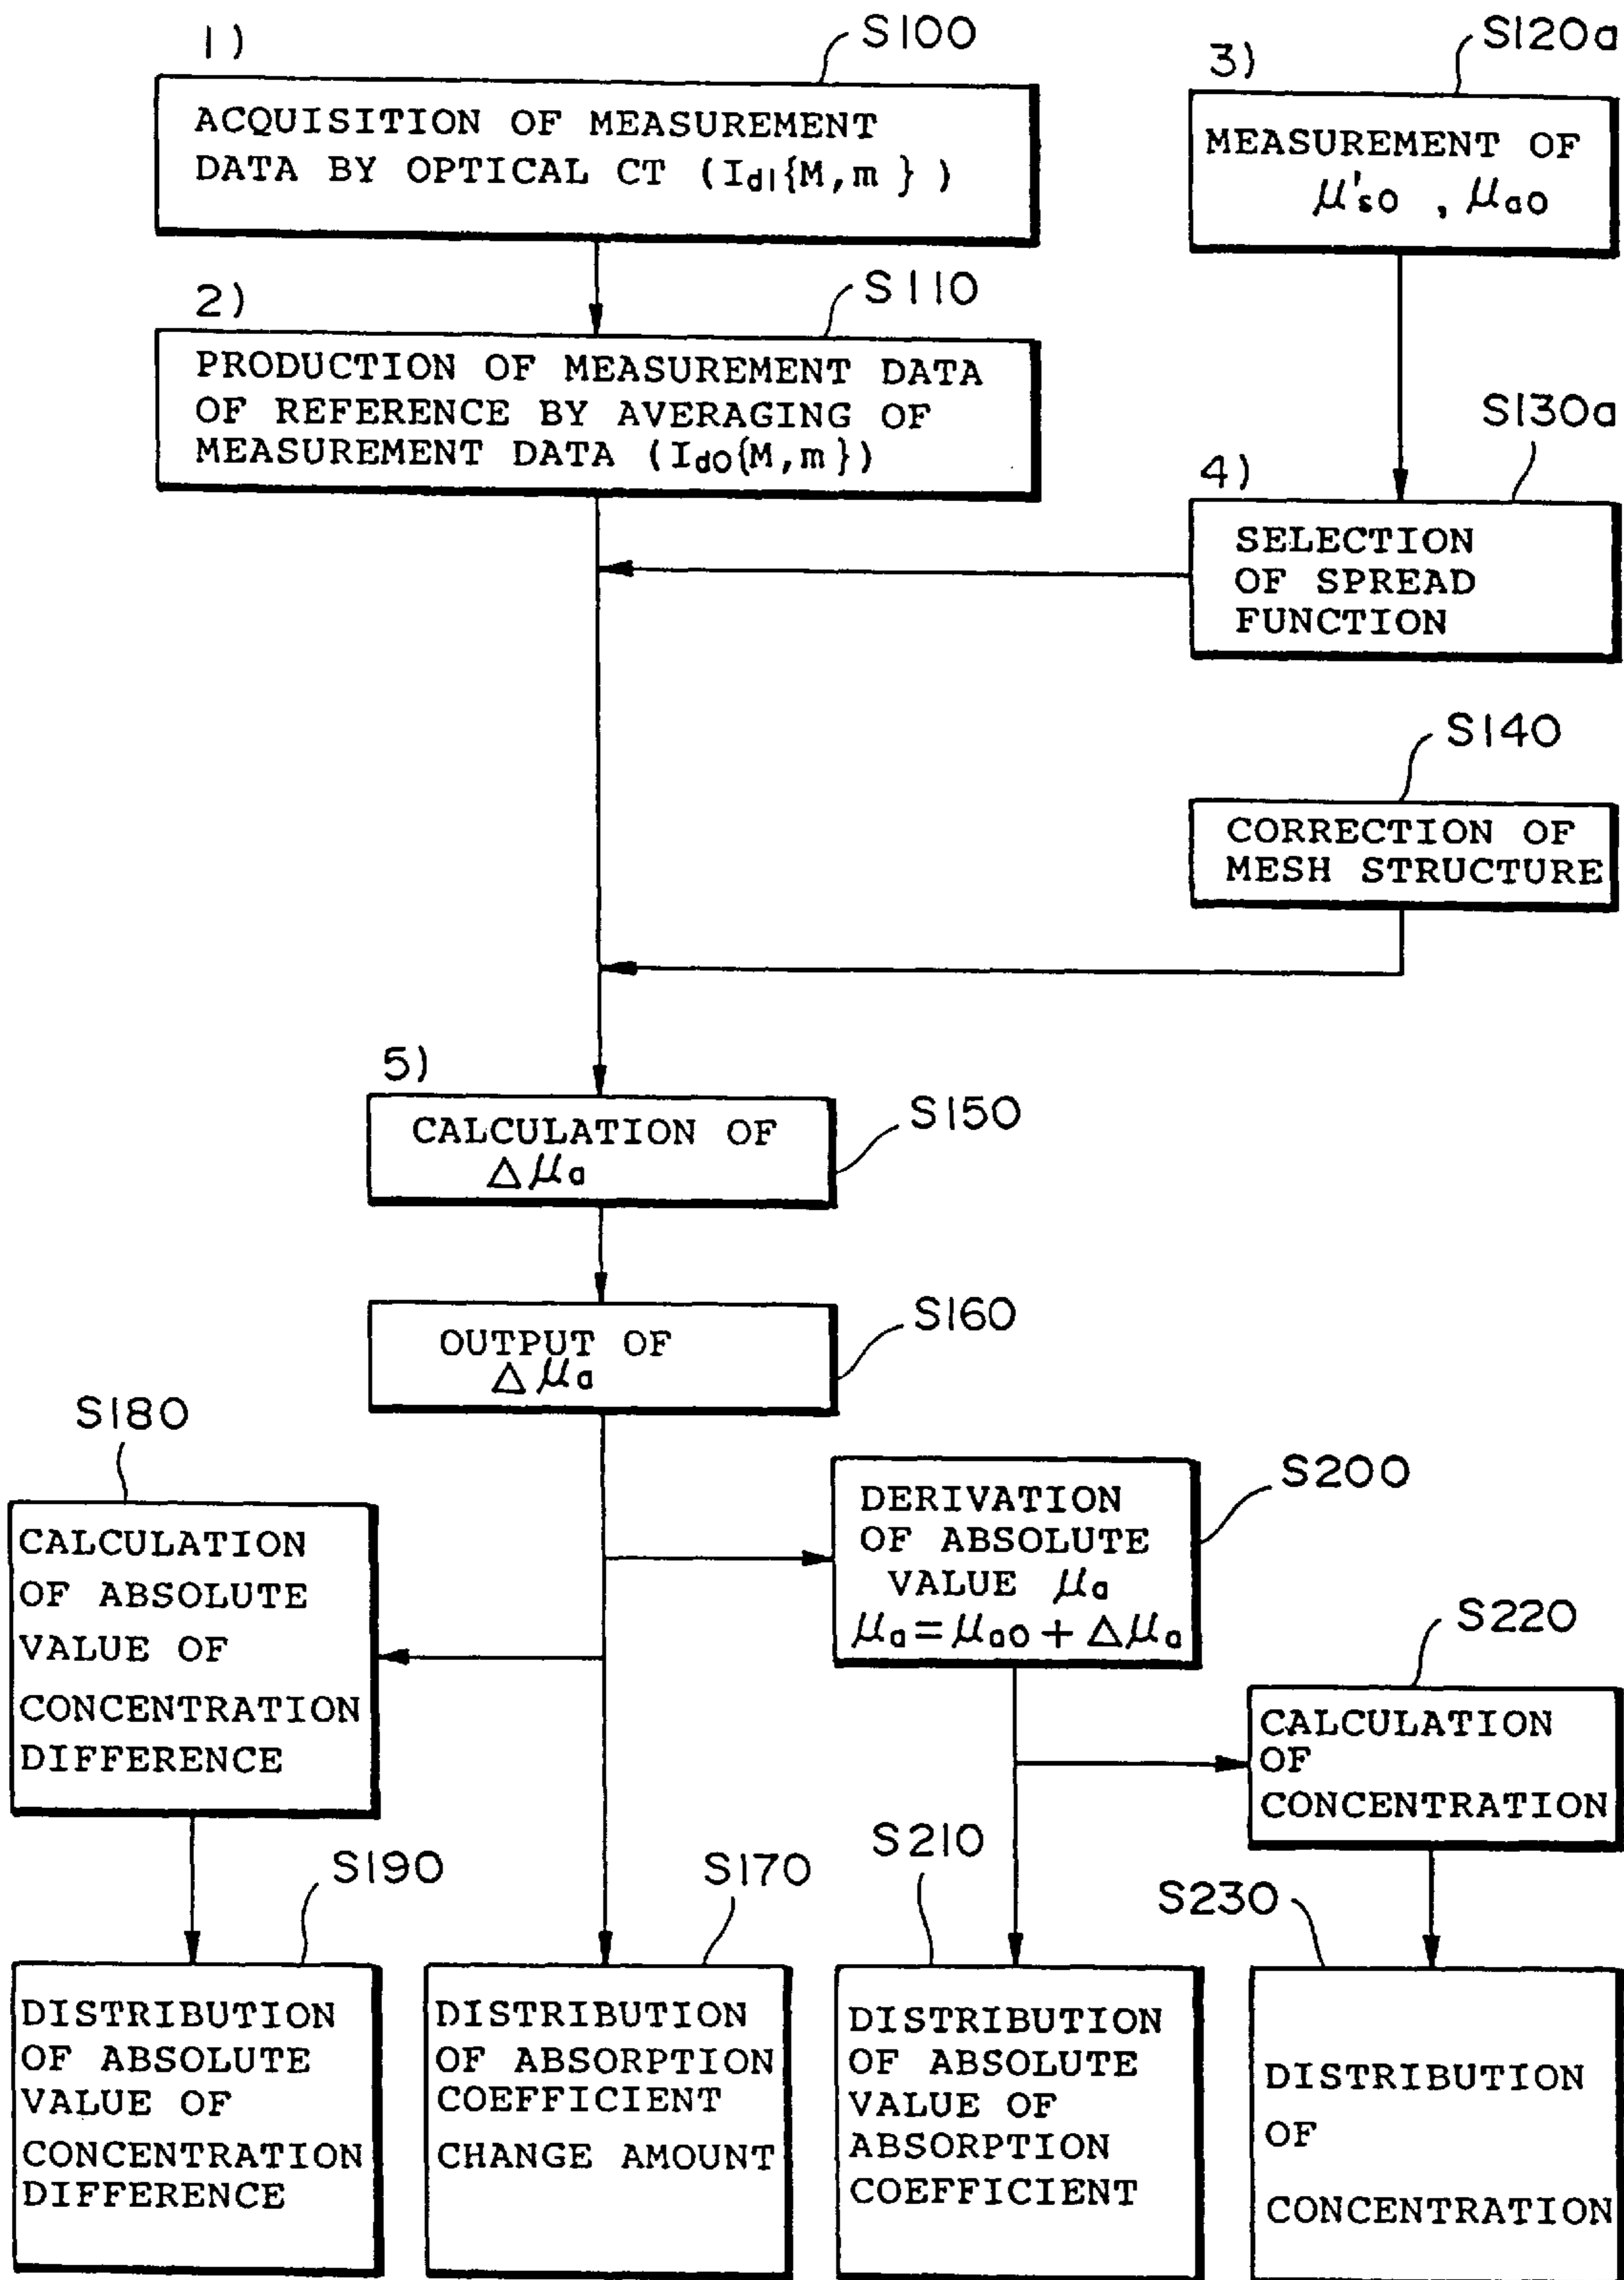 1)
S100
ACQUISITION OF MEASUREMENT
DATA BY OPTICAL CT (Id1{M,m})
2)
S110
PRODUCTION OF MEASUREMENT DATA
OF REFERENCE BY AVERAGING OF
MEASUREMENT DATA (Id0{M,m})
3)
S120a
MEASUREMENT OF
μ's0 , μa0
4)
S130a
SELECTION
OF SPREAD
FUNCTION
S140
CORRECTION OF
MESH STRUCTURE
5)
S150
CALCULATION OF
Δμa
S160
OUTPUT OF
Δμa
S180
CALCULATION
OF ABSOLUTE
VALUE OF
CONCENTRATION
DIFFERENCE
S200
DERIVATION
OF ABSOLUTE
VALUE μa
μa=μa0+Δμa
S220
CALCULATION
OF
CONCENTRATION
S190
DISTRIBUTION
OF ABSOLUTE
VALUE OF
CONCENTRATION
DIFFERENCE
S170
DISTRIBUTION
OF ABSORPTION
COEFFICIENT
CHANGE AMOUNT
S210
DISTRIBUTION
OF ABSOLUTE
VALUE OF
ABSORPTION
COEFFICIENT
S230
DISTRIBUTION
OF
CONCENTRATION